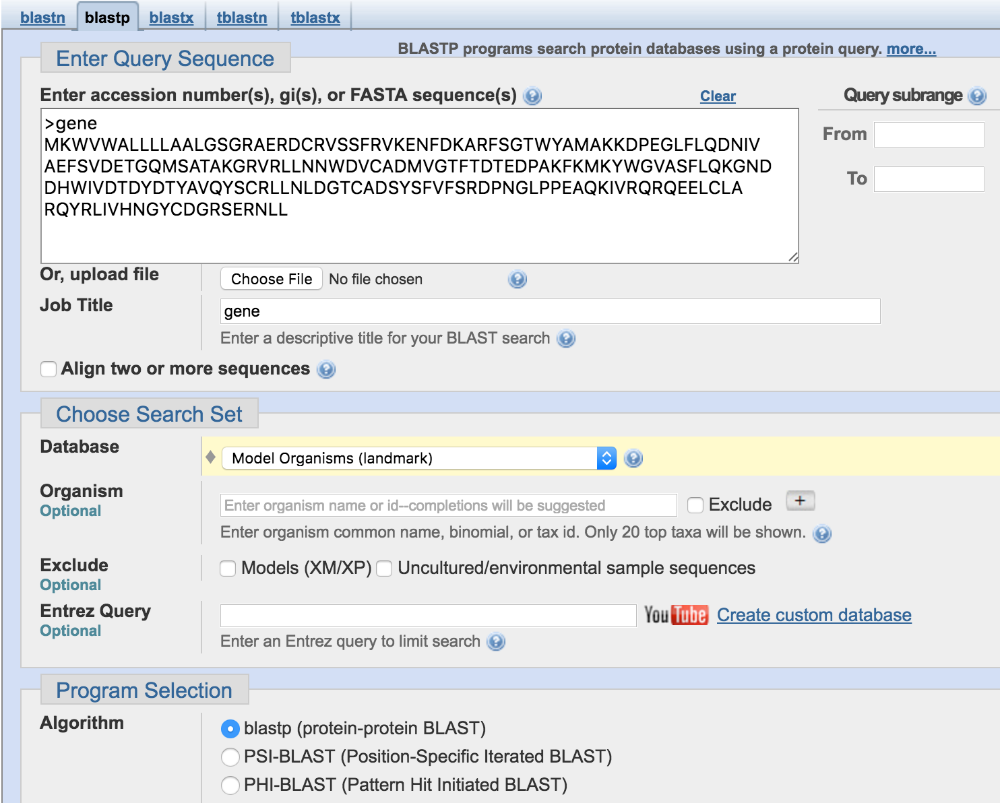 blastn blastp blastx tblastn tblastx
BLASTP programs search protein databases using a protein query. more...
Enter Query Sequence
Enter accession number(s), gi(s), or FASTA sequence(s) Clear Query subrange
>gene
MKWVWALLLLAALGSGRAERDCRVSSFRVKENFDKARFSGTWYAMAKKDPEGLFLQDNIV
AEFSVDETGQMSATAKGRVRLLNNWDVCADMVGTFTDTEDPAKFKMKYWGVASFLQKGND
DHWIVDTDYDTYAVQYSCRLLNLDGTCADSYSFVFSRDPNGLPPEAQKIVRQRQEELCLA
RQYRLIVHNGYCDGRSERNLL
From
To
Or, upload file Choose File No file chosen
Job Title gene
Enter a descriptive title for your BLAST search
Align two or more sequences
Choose Search Set
Database Model Organisms (landmark)
Organism
Optional
Enter organism name or id--completions will be suggested Exclude +
Enter organism common name, binomial, or tax id. Only 20 top taxa will be shown.
Exclude
Optional
Models (XM/XP) Uncultured/environmental sample sequences
Entrez Query
Optional
YouTube Create custom database
Enter an Entrez query to limit search
Program Selection
Algorithm
blastp (protein-protein BLAST)
PSI-BLAST (Position-Specific Iterated BLAST)
PHI-BLAST (Pattern Hit Initiated BLAST)